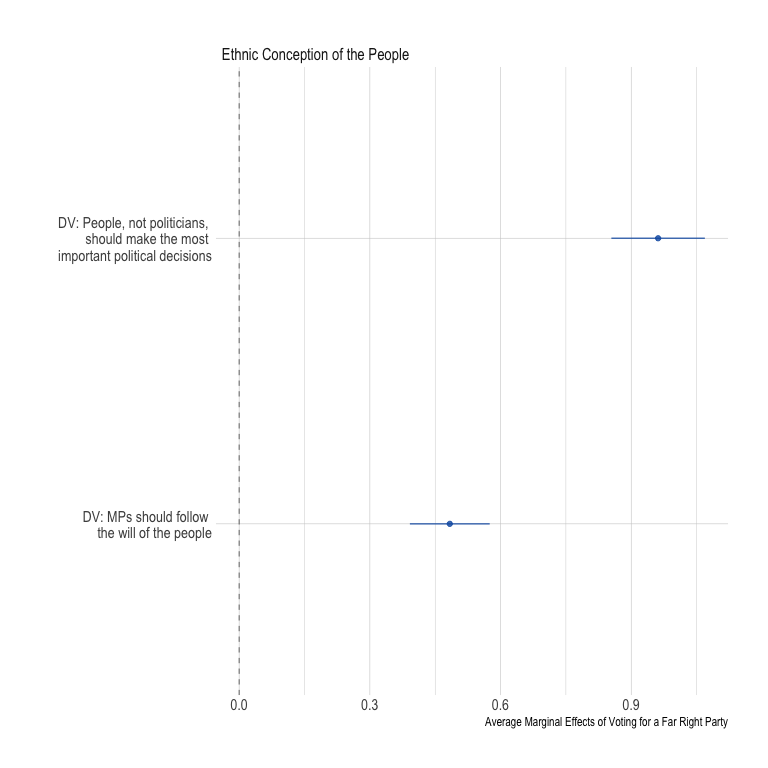 Ethnic Conception of the People
DV: People, not politicians,
should make the most
important political decisions
DV: MPs should follow
the will of the people
0.0 0.3 0.6 0.9
Average Marginal Effects of Voting for a Far Right Party